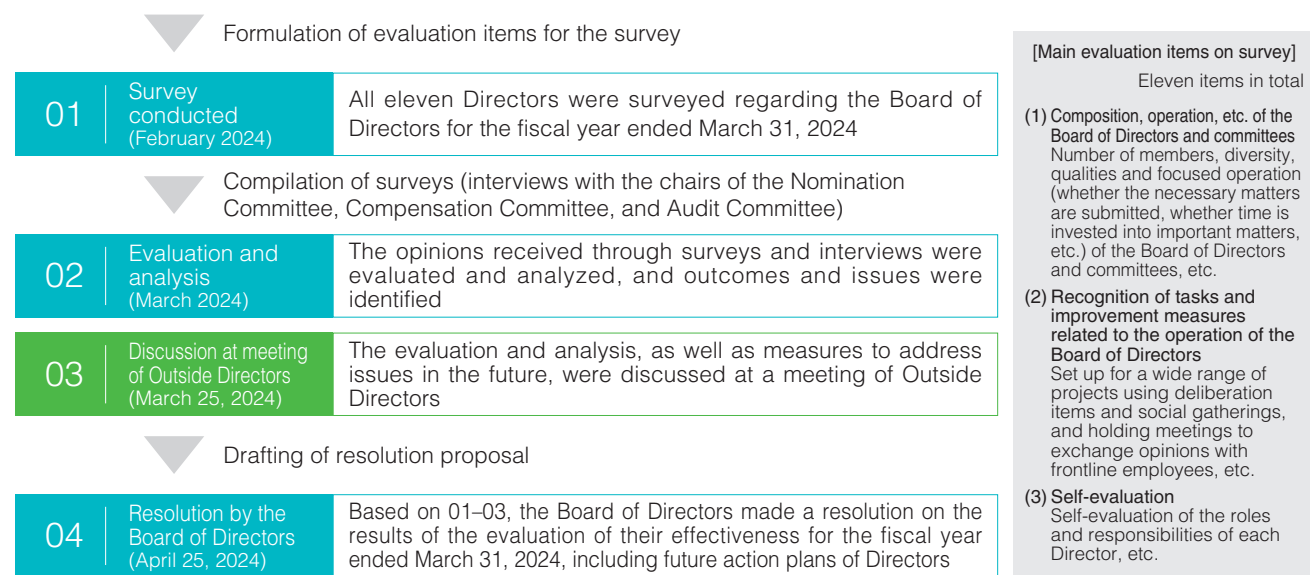 Formulation of evaluation items for the survey
01
Survey
conducted
(February 2024)
All eleven Directors were surveyed regarding the Board of
Directors for the fiscal year ended March 31, 2024
Compilation of surveys (interviews with the chairs of the Nomination
Committee, Compensation Committee, and Audit Committee)
02
Evaluation and
analysis
(March 2024)
The opinions received through surveys and interviews were
evaluated and analyzed, and outcomes and issues were
identified
03
Discussion at meeting
of Outside Directors
(March 25, 2024)
The evaluation and analysis, as well as measures to address
issues in the future, were discussed at a meeting of Outside
Directors
Drafting of resolution proposal
04
Resolution by the
Board of Directors
(April 25, 2024)
Based on 01–03, the Board of Directors made a resolution on the
results of the evaluation of their effectiveness for the fiscal year
ended March 31, 2024, including future action plans of Directors
[Main evaluation items on survey]
Eleven items in total
(1) Composition, operation, etc. of the
Board of Directors and committees
Number of members, diversity,
qualities and focused operation
(whether the necessary matters
are submitted, whether time is
invested into important matters,
etc.) of the Board of Directors
and committees, etc.
(2) Recognition of tasks and
improvement measures
related to the operation of the
Board of Directors
Set up for a wide range of
projects using deliberation
items and social gatherings,
and holding meetings to
exchange opinions with
frontline employees, etc.
(3) Self-evaluation
Self-evaluation of the roles
and responsibilities of each
Director, etc.